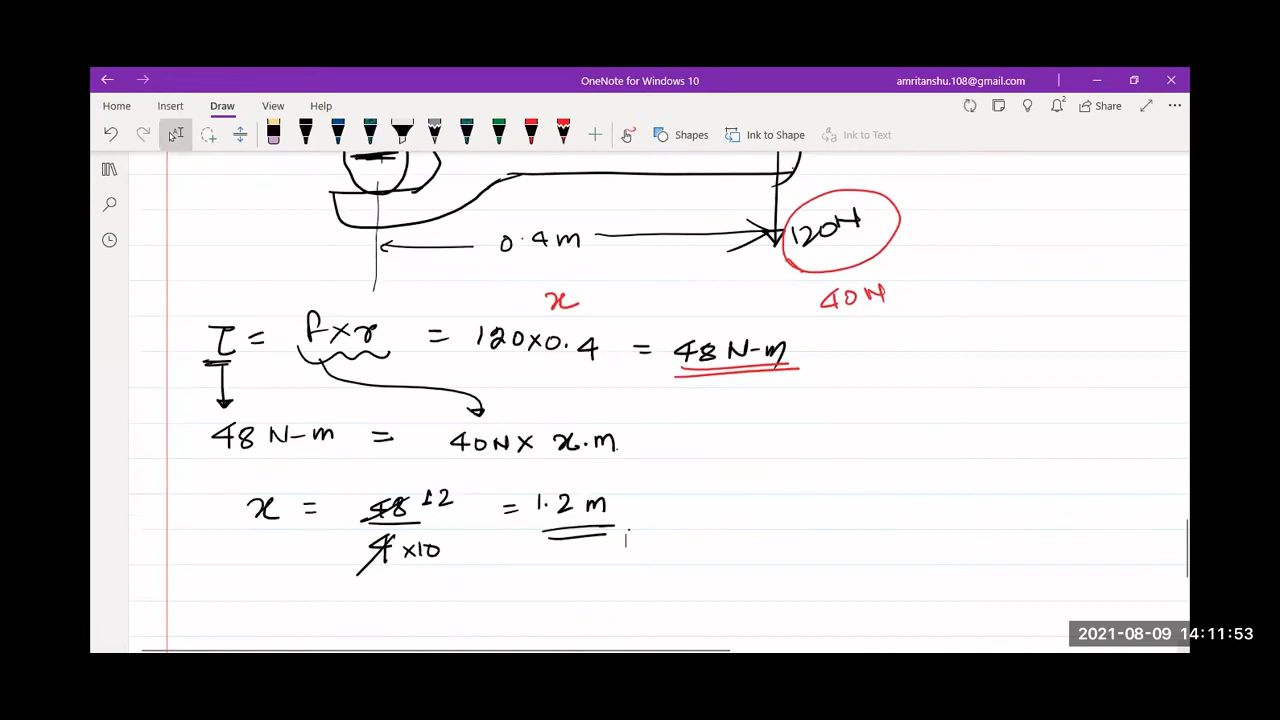 OneNote for Windows 10
amritanshu.108@gmail.com
Home Insert Draw View Help
2
Share
Shapes Ink to Shape Ink to Text
0.4 m
120N
x
40N
τ = F×r = 120×0.4 = 48 N-m
48 N-m = 40N × x.m
x = 48 12 = 1.2 m
4 ×10
2021-08-09 14:11:53